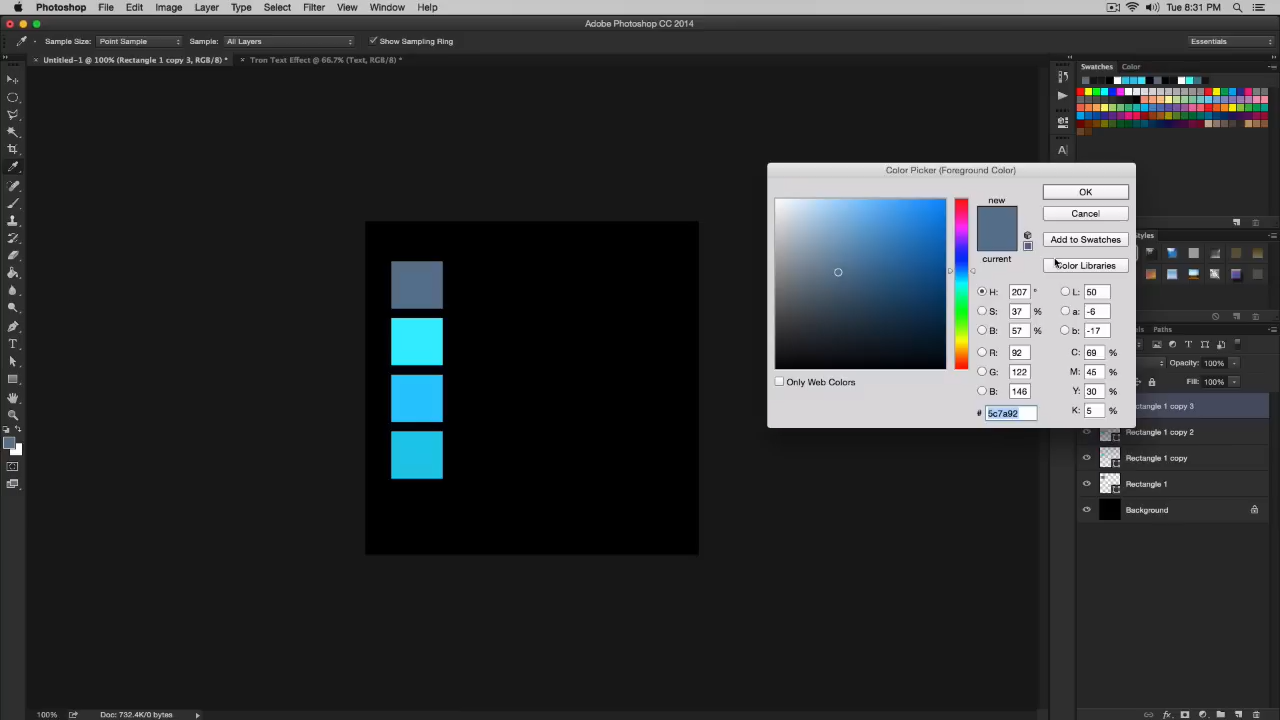 Photoshop File Edit Image Layer Type Select Filter View Window Help Tue 8:31 PM
Adobe Photoshop CC 2014
Sample Size: Point Sample Sample: All Layers Show Sampling Ring Essentials
× Untitled-1 @ 100% (Rectangle 1 copy 3, RGB/8) * × Tron Text Effect @ 66.7% (Text, RGB/8) *
Swatches Color
Color Picker (Foreground Color)
new
current
OK
Cancel
Add to Swatches
Color Libraries
H: 207 °
S: 37 %
B: 57 %
R: 92
G: 122
B: 146
# 5c7a92
L: 50
a: -6
b: -17
C: 69 %
M: 45 %
Y: 30 %
K: 5 %
Only Web Colors
Styles
Paths
Opacity: 100%
Fill: 100%
ctangle 1 copy 3
Rectangle 1 copy 2
Rectangle 1 copy
Rectangle 1
Background
100% Doc: 732.4K/0 bytes